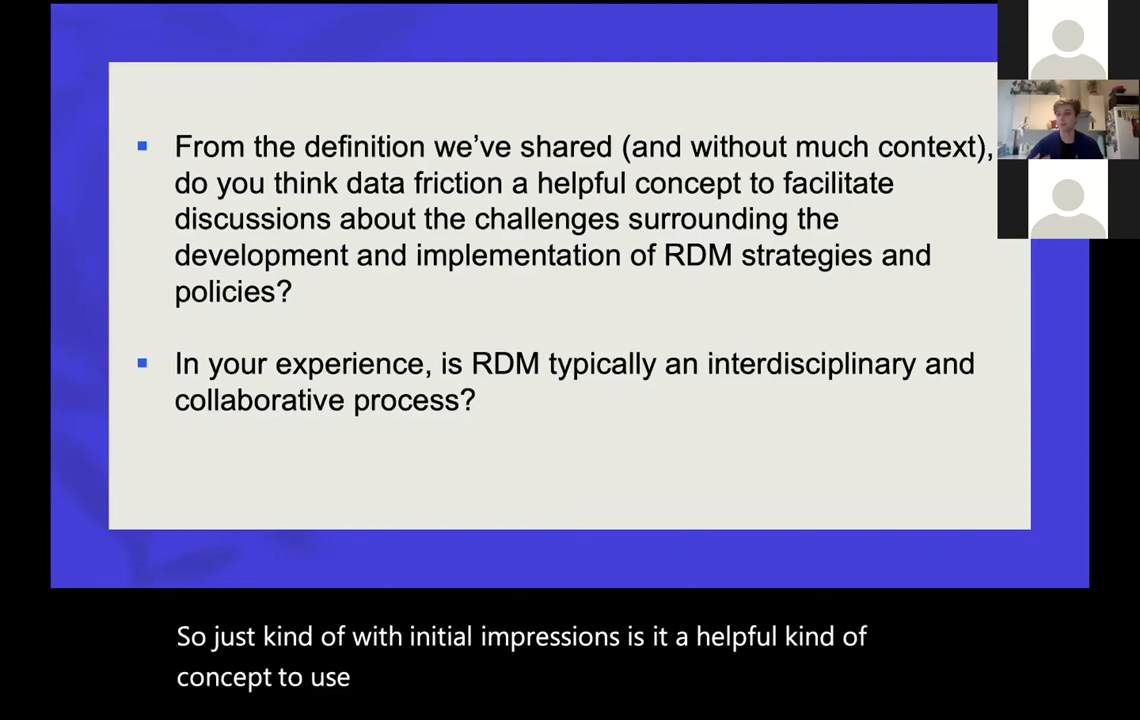 From the definition we've shared (and without much context),
do you think data friction a helpful concept to facilitate
discussions about the challenges surrounding the
development and implementation of RDM strategies and
policies?
In your experience, is RDM typically an interdisciplinary and
collaborative process?
So just kind of with initial impressions is it a helpful kind of
concept to use